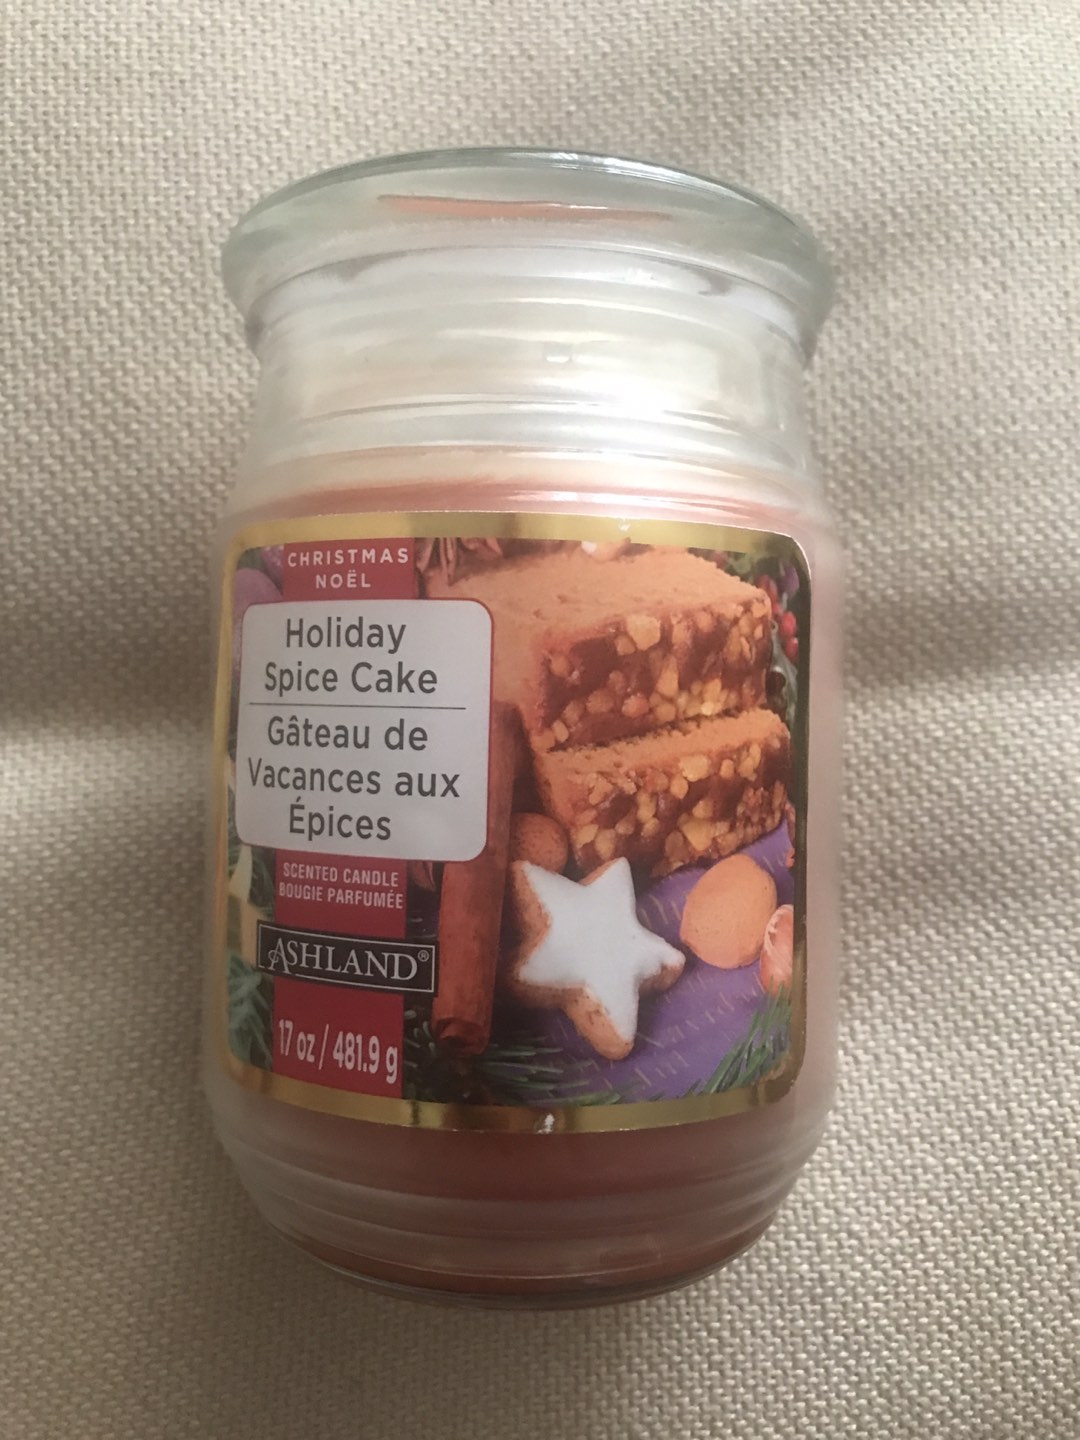 CHRISTMAS
NOËL
Holiday
Spice Cake
Gâteau de
Vacances aux
Épices
SCENTED CANDLE
BOUGIE PARFUMÉE
ASHLAND®
17 oz / 481.9 g